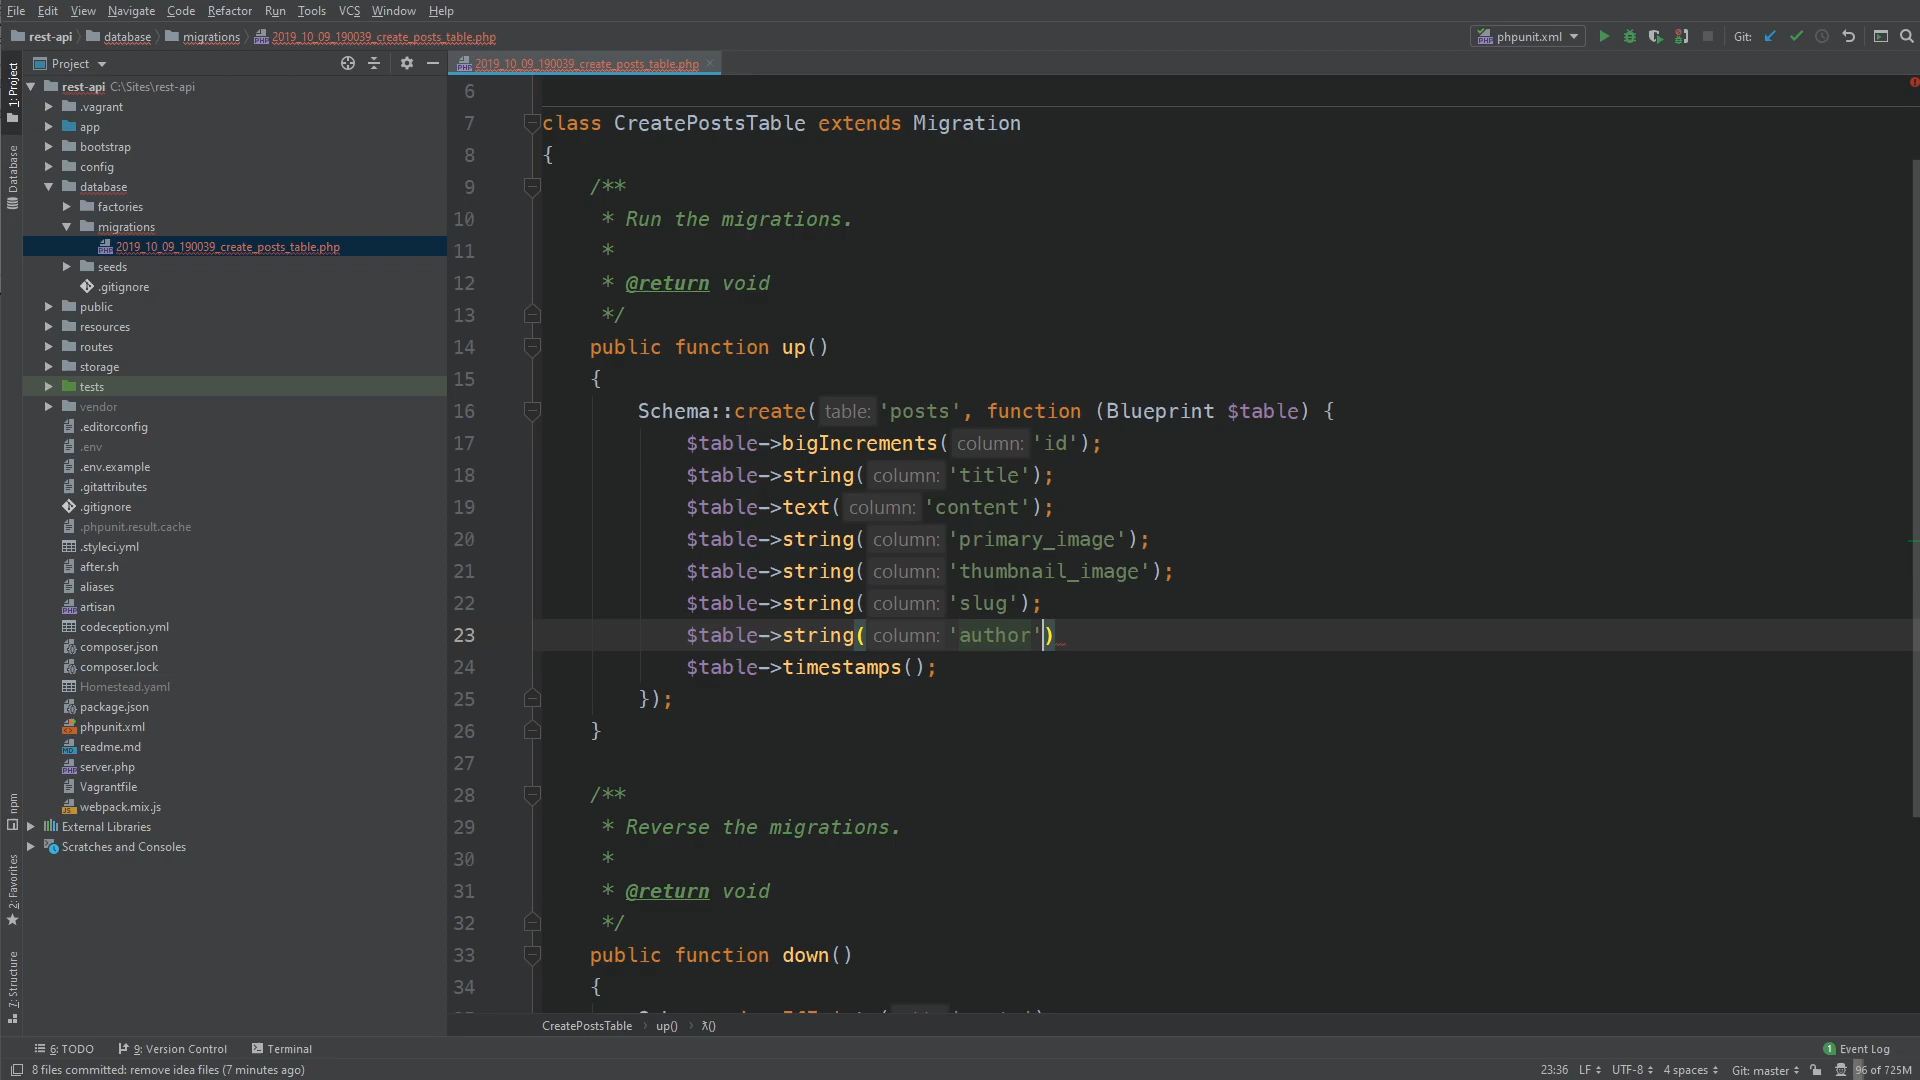 File Edit View Navigate Code Refactor Run Tools VCS Window Help
rest-api database migrations 2019_10_09_190039_create_posts_table.php phpunit.xml Git:
1: Project
Database
npm
2: Favorites
7: Structure
Project
rest-api C:\Sites\rest-api
.vagrant
app
bootstrap
config
database
factories
migrations
2019_10_09_190039_create_posts_table.php
seeds
.gitignore
public
resources
routes
storage
tests
vendor
.editorconfig
.env
.env.example
.gitattributes
.gitignore
.phpunit.result.cache
.styleci.yml
after.sh
aliases
artisan
codeception.yml
composer.json
composer.lock
Homestead.yaml
package.json
phpunit.xml
readme.md
server.php
Vagrantfile
webpack.mix.js
External Libraries
Scratches and Consoles
2019_10_09_190039_create_posts_table.php
6
7 class CreatePostsTable extends Migration
8 {
9 /**
10 * Run the migrations.
11 *
12 * @return void
13 */
14 public function up()
15 {
16 Schema::create( table: 'posts', function (Blueprint $table) {
17 $table->bigIncrements( column: 'id');
18 $table->string( column: 'title');
19 $table->text( column: 'content');
20 $table->string( column: 'primary_image');
21 $table->string( column: 'thumbnail_image');
22 $table->string( column: 'slug');
23 $table->string( column: 'author')
24 $table->timestamps();
25 });
26 }
27
28 /**
29 * Reverse the migrations.
30 *
31 * @return void
32 */
33 public function down()
34 {
CreatePostsTable up() λ()
6: TODO 9: Version Control Terminal 1 Event Log
8 files committed: remove idea files (7 minutes ago) 23:36 LF UTF-8 4 spaces Git: master 96 of 725M